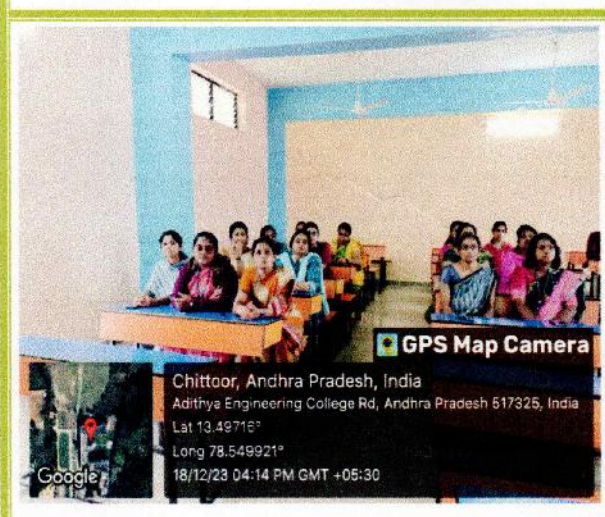 GPS Map Camera
Chittoor, Andhra Pradesh, India
Adithya Engineering College Rd, Andhra Pradesh 517325, India
Lat 13.49716°
Long 78.549921°
Google
18/12/23 04:14 PM GMT +05:30